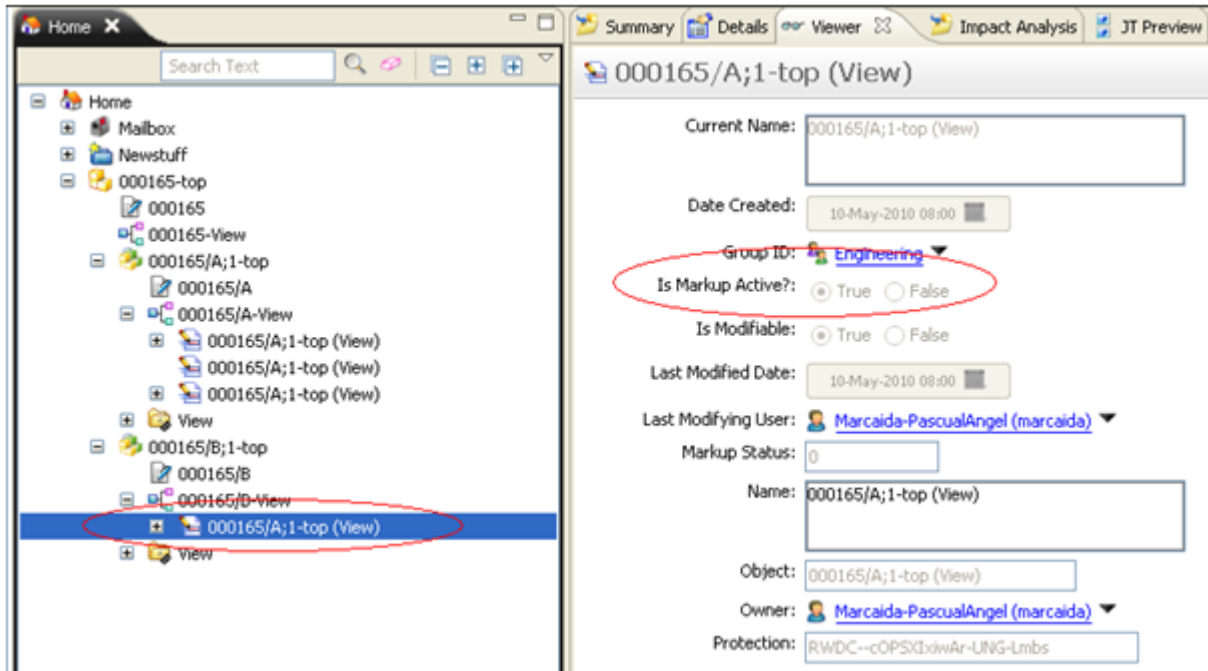 Home
Summary Details Viewer Impact Analysis JT Preview
Search Text
000165/A;1-top (View)
Home
Mailbox
Newstuff
000165-top
000165
000165-View
000165/A;1-top
000165/A
000165/A-View
000165/A;1-top (View)
000165/A;1-top (View)
000165/A;1-top (View)
View
000165/B;1-top
000165/B
000165/B-View
000165/A;1-top (View)
View
Current Name: 000165/A;1-top (View)
Date Created: 10-May-2010 08:00
Group ID: Engineering
Is Markup Active?: True False
Is Modifiable: True False
Last Modified Date: 10-May-2010 08:00
Last Modifying User: Marcaida-PascualAngel (marcaida)
Markup Status: 0
Name: 000165/A;1-top (View)
Object: 000165/A;1-top (View)
Owner: Marcaida-PascualAngel (marcaida)
Protection: RWDC--cOPSXIxiwAr-UNG-Lmbs